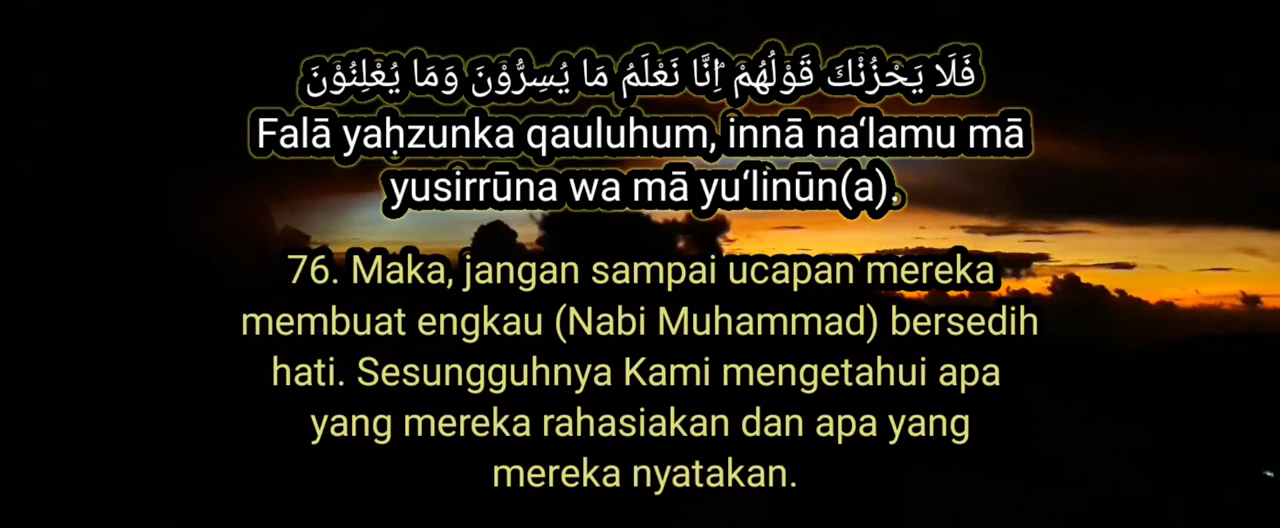 فَلَا يَحْزُنْكَ قَوْلُهُمْ ۘاِنَّا نَعْلَمُ مَا يُسِرُّوْنَ وَمَا يُعْلِنُوْنَ
Falā yaḥzunka qauluhum, innā na‘lamu mā
yusirrūna wa mā yu‘linūn(a).
76. Maka, jangan sampai ucapan mereka
membuat engkau (Nabi Muhammad) bersedih
hati. Sesungguhnya Kami mengetahui apa
yang mereka rahasiakan dan apa yang
mereka nyatakan.